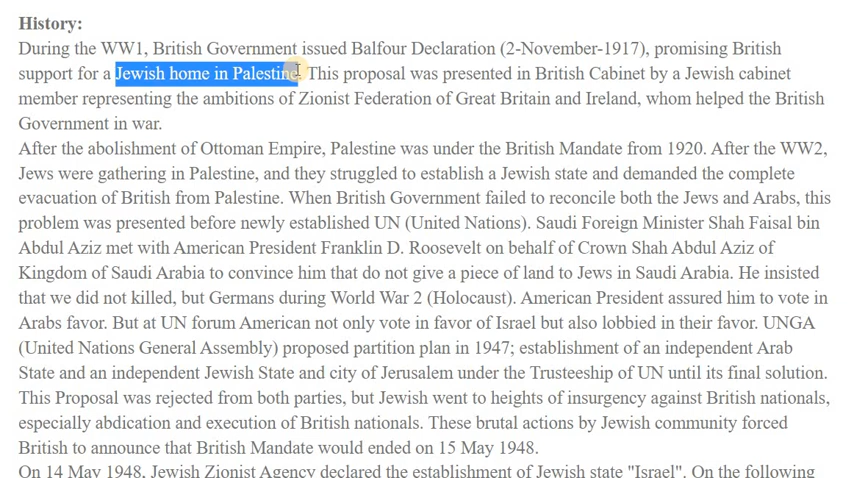 History:
During the WW1, British Government issued Balfour Declaration (2-November-1917), promising British
support for a Jewish home in Palestine. This proposal was presented in British Cabinet by a Jewish cabinet
member representing the ambitions of Zionist Federation of Great Britain and Ireland, whom helped the British
Government in war.
After the abolishment of Ottoman Empire, Palestine was under the British Mandate from 1920. After the WW2,
Jews were gathering in Palestine, and they struggled to establish a Jewish state and demanded the complete
evacuation of British from Palestine. When British Government failed to reconcile both the Jews and Arabs, this
problem was presented before newly established UN (United Nations). Saudi Foreign Minister Shah Faisal bin
Abdul Aziz met with American President Franklin D. Roosevelt on behalf of Crown Shah Abdul Aziz of
Kingdom of Saudi Arabia to convince him that do not give a piece of land to Jews in Saudi Arabia. He insisted
that we did not killed, but Germans during World War 2 (Holocaust). American President assured him to vote in
Arabs favor. But at UN forum American not only vote in favor of Israel but also lobbied in their favor. UNGA
(United Nations General Assembly) proposed partition plan in 1947; establishment of an independent Arab
State and an independent Jewish State and city of Jerusalem under the Trusteeship of UN until its final solution.
This Proposal was rejected from both parties, but Jewish went to heights of insurgency against British nationals,
especially abdication and execution of British nationals. These brutal actions by Jewish community forced
British to announce that British Mandate would ended on 15 May 1948.
On 14 May 1948, Jewish Zionist Agency declared the establishment of Jewish state "Israel". On the following